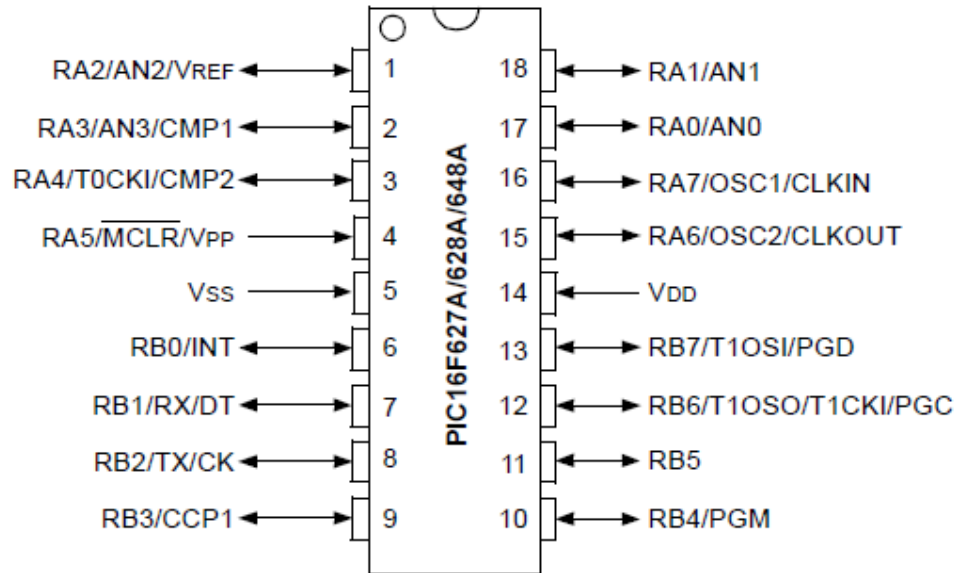 RA2/AN2/VREF 1 18 RA1/AN1
RA3/AN3/CMP1 2 17 RA0/AN0
RA4/T0CKI/CMP2 3 16 RA7/OSC1/CLKIN
RA5/MCLR/VPP 4 15 RA6/OSC2/CLKOUT
VSS 5 14 VDD
RB0/INT 6 13 RB7/T1OSI/PGD
RB1/RX/DT 7 12 RB6/T1OSO/T1CKI/PGC
RB2/TX/CK 8 11 RB5
RB3/CCP1 9 10 RB4/PGM
PIC16F627A/628A/648A